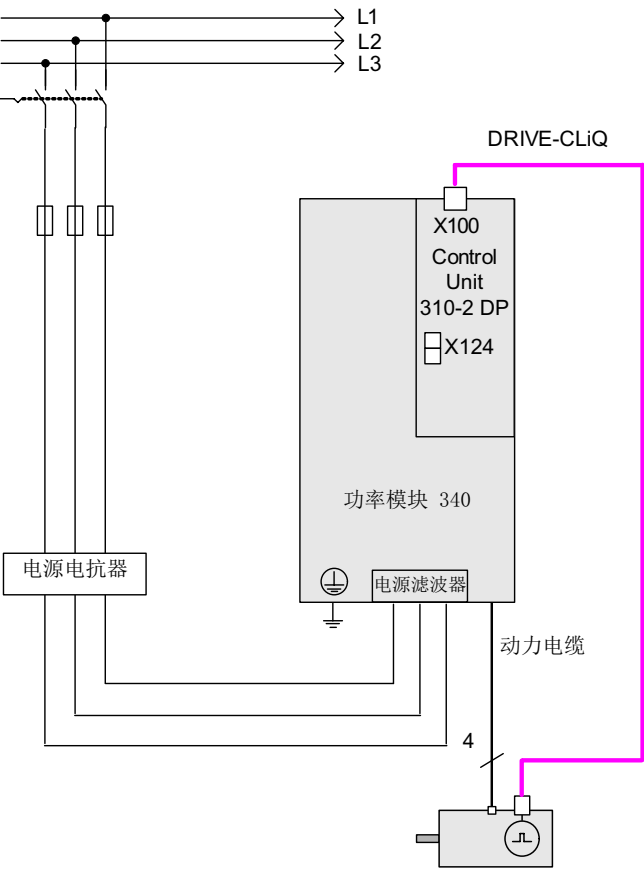 L1
L2
L3
DRIVE-CLiQ
X100
Control
Unit
310-2 DP
X124
功率模块 340
电源电抗器
电源滤波器
动力电缆
4